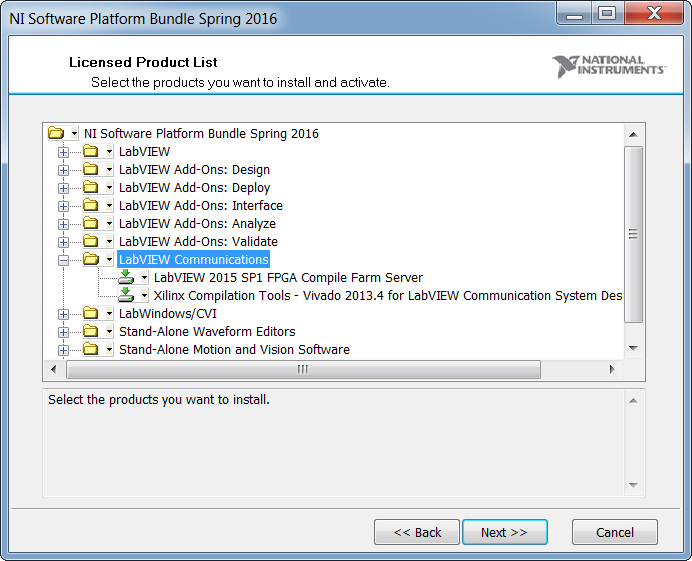 NI Software Platform Bundle Spring 2016
Licensed Product List
Select the products you want to install and activate.
NATIONAL
INSTRUMENTS
NI Software Platform Bundle Spring 2016
LabVIEW
LabVIEW Add-Ons: Design
LabVIEW Add-Ons: Deploy
LabVIEW Add-Ons: Interface
LabVIEW Add-Ons: Analyze
LabVIEW Add-Ons: Validate
LabVIEW Communications
LabVIEW 2015 SP1 FPGA Compile Farm Server
Xilinx Compilation Tools - Vivado 2013.4 for LabVIEW Communication System Des
LabWindows/CVI
Stand-Alone Waveform Editors
Stand-Alone Motion and Vision Software
Select the products you want to install.
<< Back
Next >>
Cancel